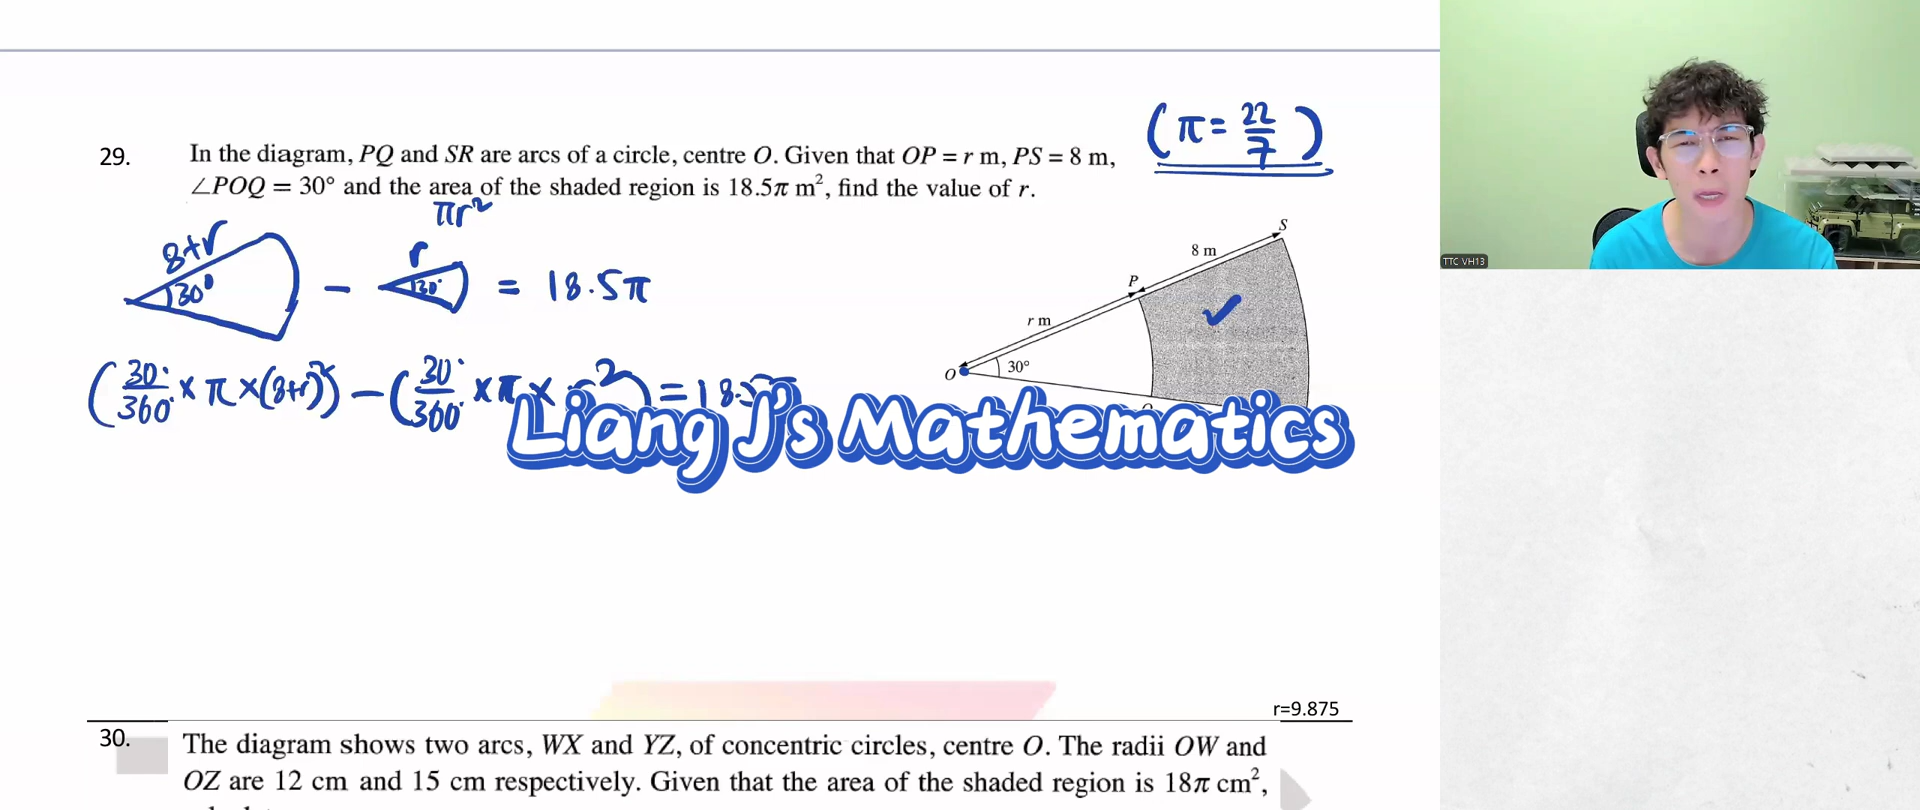 (π = 22/7)
29. In the diagram, PQ and SR are arcs of a circle, centre O. Given that OP = r m, PS = 8 m,
∠POQ = 30° and the area of the shaded region is 18.5π m², find the value of r.
πr²
8+r
30°
− r
30° = 18.5π
S
8 m
P
r m
O
30°
(30°/360° × π × (8+r)²) − (30°/360° × π × r²) = 18.5π
Liang J's Mathematics
r=9.875
30. The diagram shows two arcs, WX and YZ, of concentric circles, centre O. The radii OW and
OZ are 12 cm and 15 cm respectively. Given that the area of the shaded region is 18π cm²,
TTC VH13